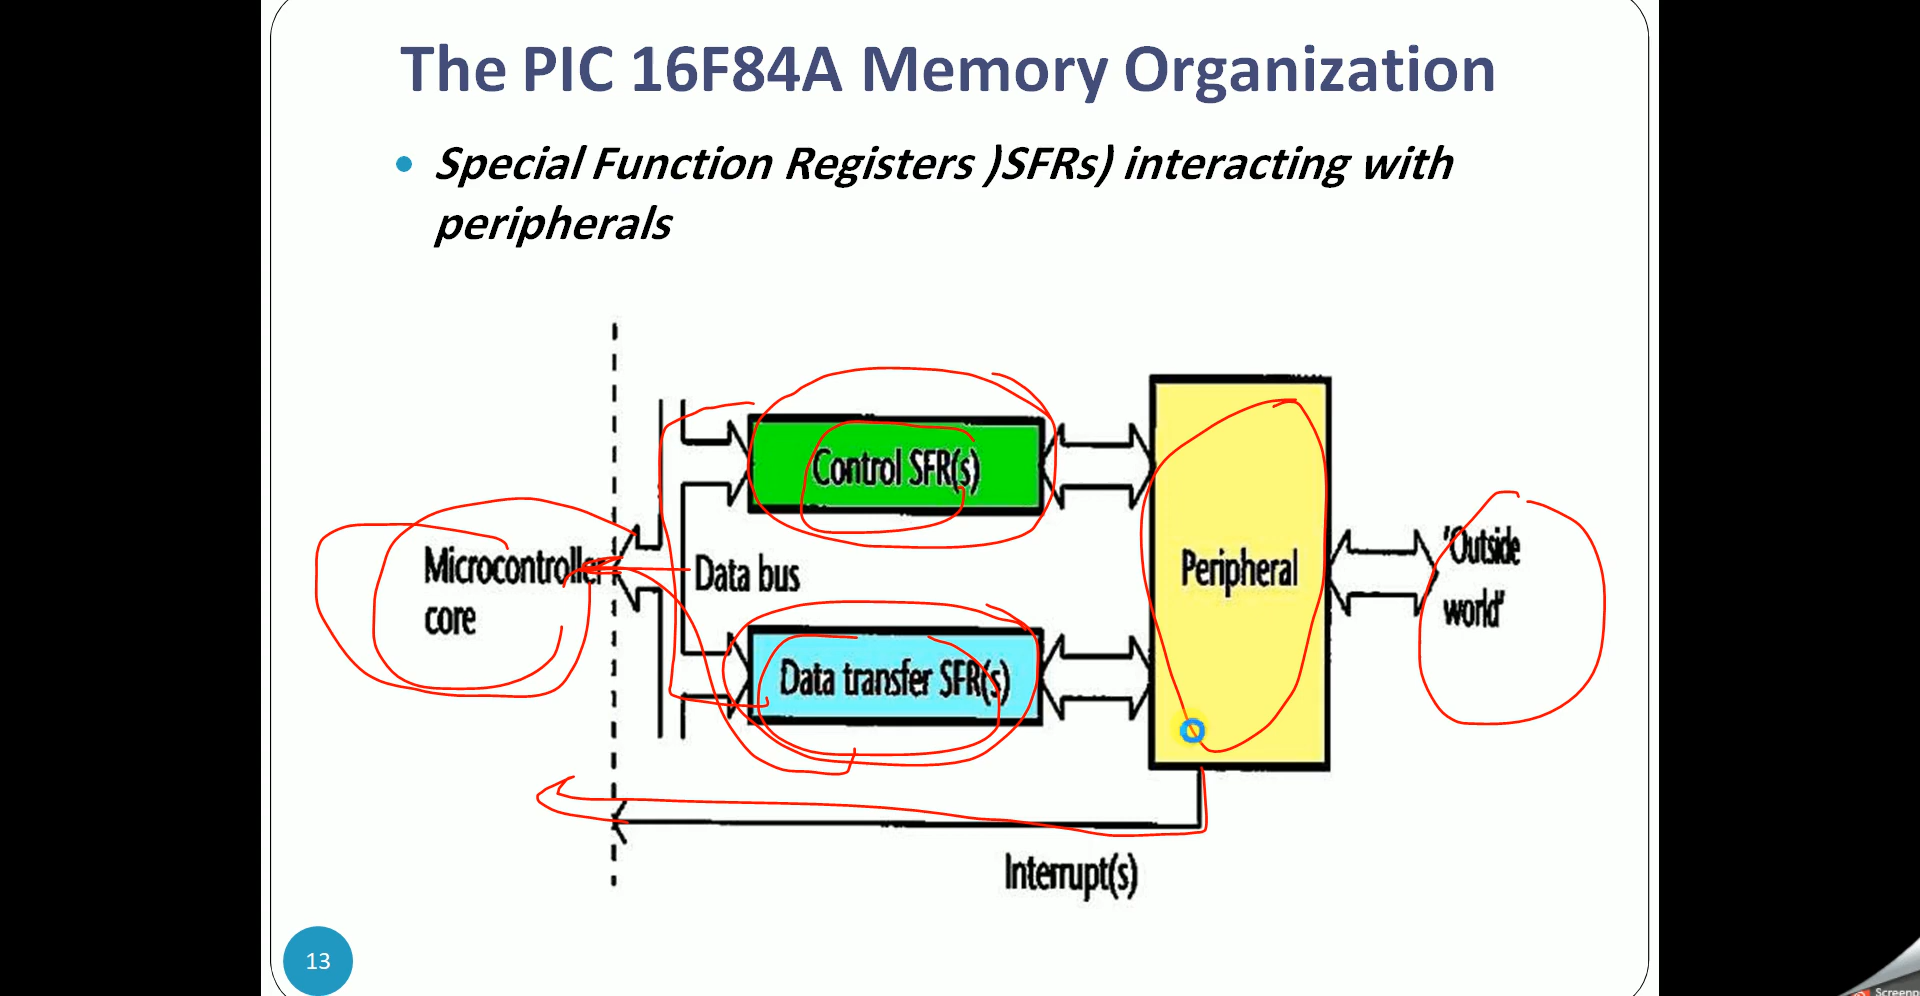 The PIC 16F84A Memory Organization
• Special Function Registers )SFRs) interacting with
peripherals
Control SFR(s)
Microcontroller
core
Data bus
Peripheral
'Outside
world'
Data transfer SFR(s)
Interrupt(s)
13